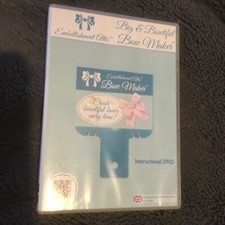 Embellishment Attic
Big & Beautiful
Bow Maker
Embellishment Attic
Bow Maker
"Create
beautiful bows
every time!
Instructional DVD